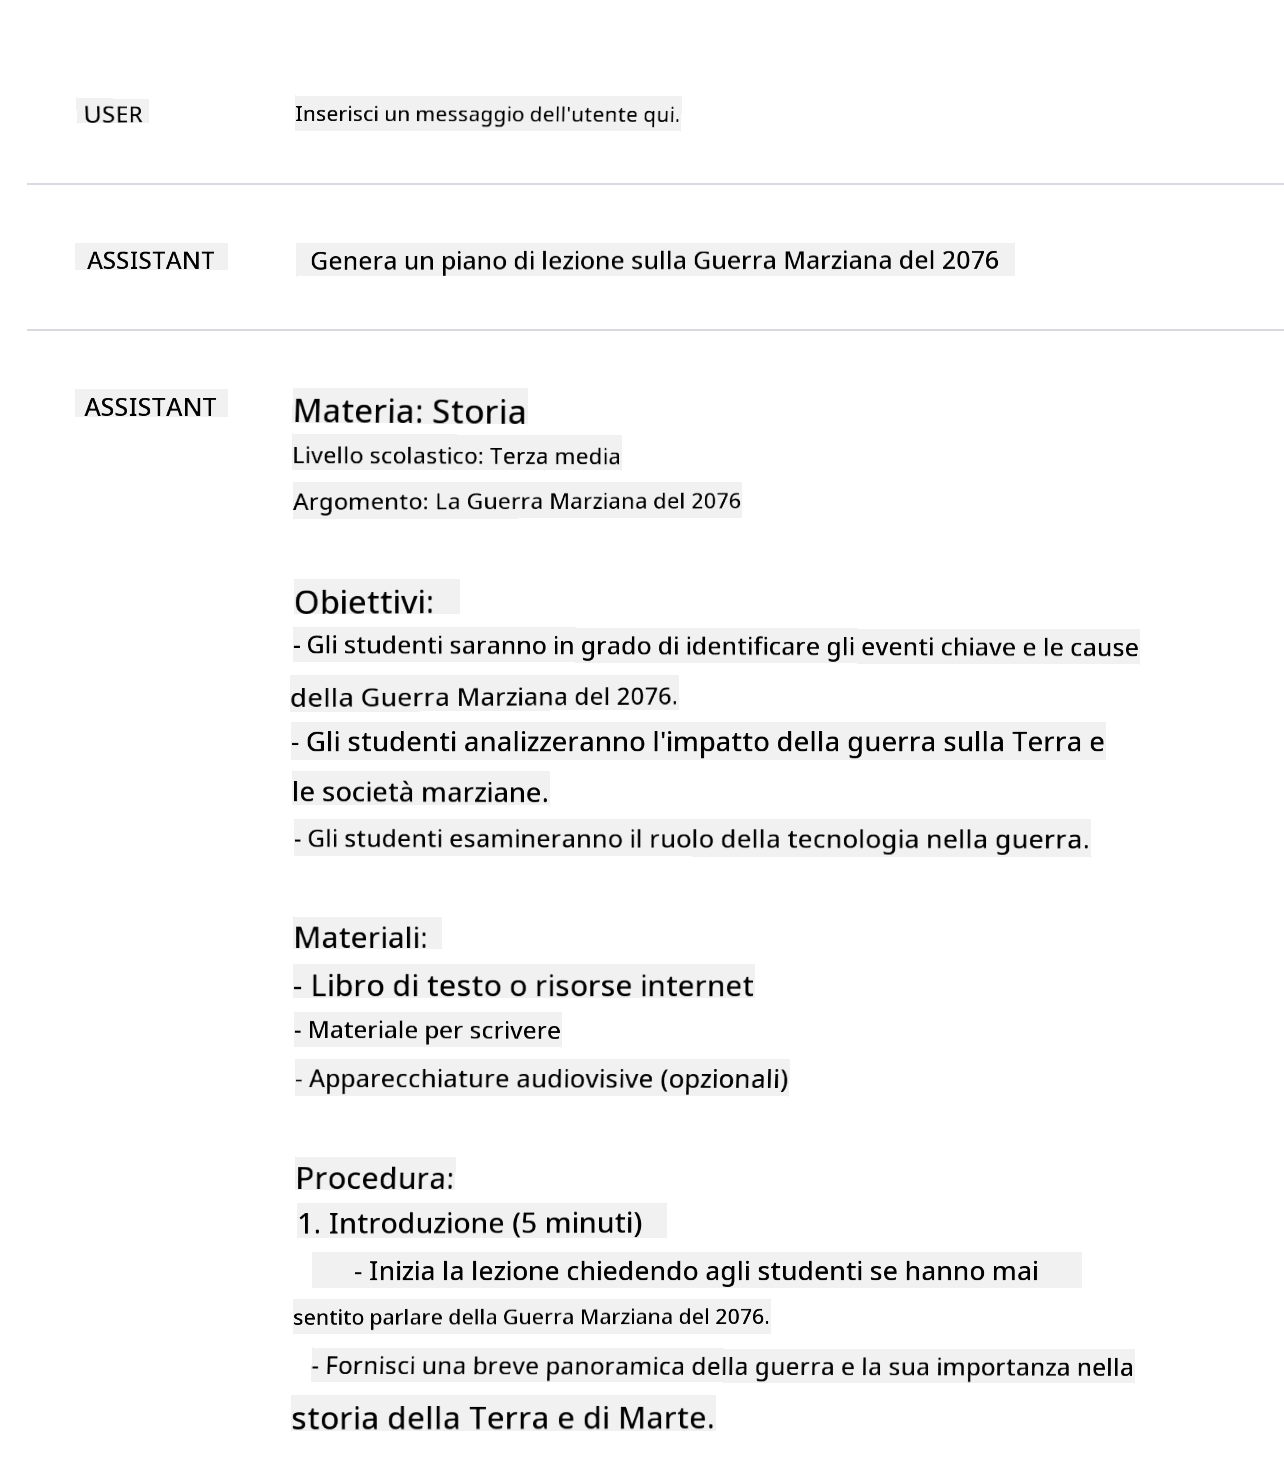 USER
Inserisci un messaggio dell'utente qui.
ASSISTANT
Genera un piano di lezione sulla Guerra Marziana del 2076
ASSISTANT
Materia: Storia
Livello scolastico: Terza media
Argomento: La Guerra Marziana del 2076
Obiettivi:
- Gli studenti saranno in grado di identificare gli eventi chiave e le cause
della Guerra Marziana del 2076.
- Gli studenti analizzeranno l'impatto della guerra sulla Terra e
le società marziane.
- Gli studenti esamineranno il ruolo della tecnologia nella guerra.
Materiali:
- Libro di testo o risorse internet
- Materiale per scrivere
- Apparecchiature audiovisive (opzionali)
Procedura:
1. Introduzione (5 minuti)
- Inizia la lezione chiedendo agli studenti se hanno mai
sentito parlare della Guerra Marziana del 2076.
- Fornisci una breve panoramica della guerra e la sua importanza nella
storia della Terra e di Marte.